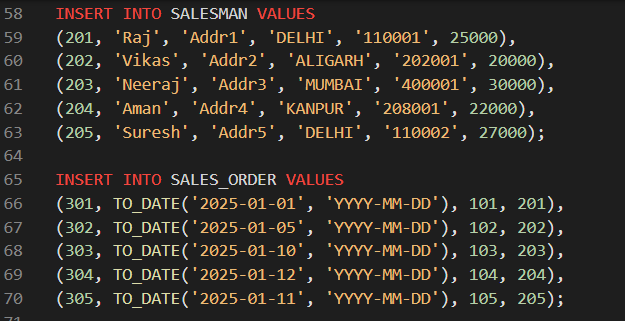 58 INSERT INTO SALESMAN VALUES
59 (201, 'Raj', 'Addr1', 'DELHI', '110001', 25000),
60 (202, 'Vikas', 'Addr2', 'ALIGARH', '202001', 20000),
61 (203, 'Neeraj', 'Addr3', 'MUMBAI', '400001', 30000),
62 (204, 'Aman', 'Addr4', 'KANPUR', '208001', 22000),
63 (205, 'Suresh', 'Addr5', 'DELHI', '110002', 27000);
64
65 INSERT INTO SALES_ORDER VALUES
66 (301, TO_DATE('2025-01-01', 'YYYY-MM-DD'), 101, 201),
67 (302, TO_DATE('2025-01-05', 'YYYY-MM-DD'), 102, 202),
68 (303, TO_DATE('2025-01-10', 'YYYY-MM-DD'), 103, 203),
69 (304, TO_DATE('2025-01-12', 'YYYY-MM-DD'), 104, 204),
70 (305, TO_DATE('2025-01-11', 'YYYY-MM-DD'), 105, 205);